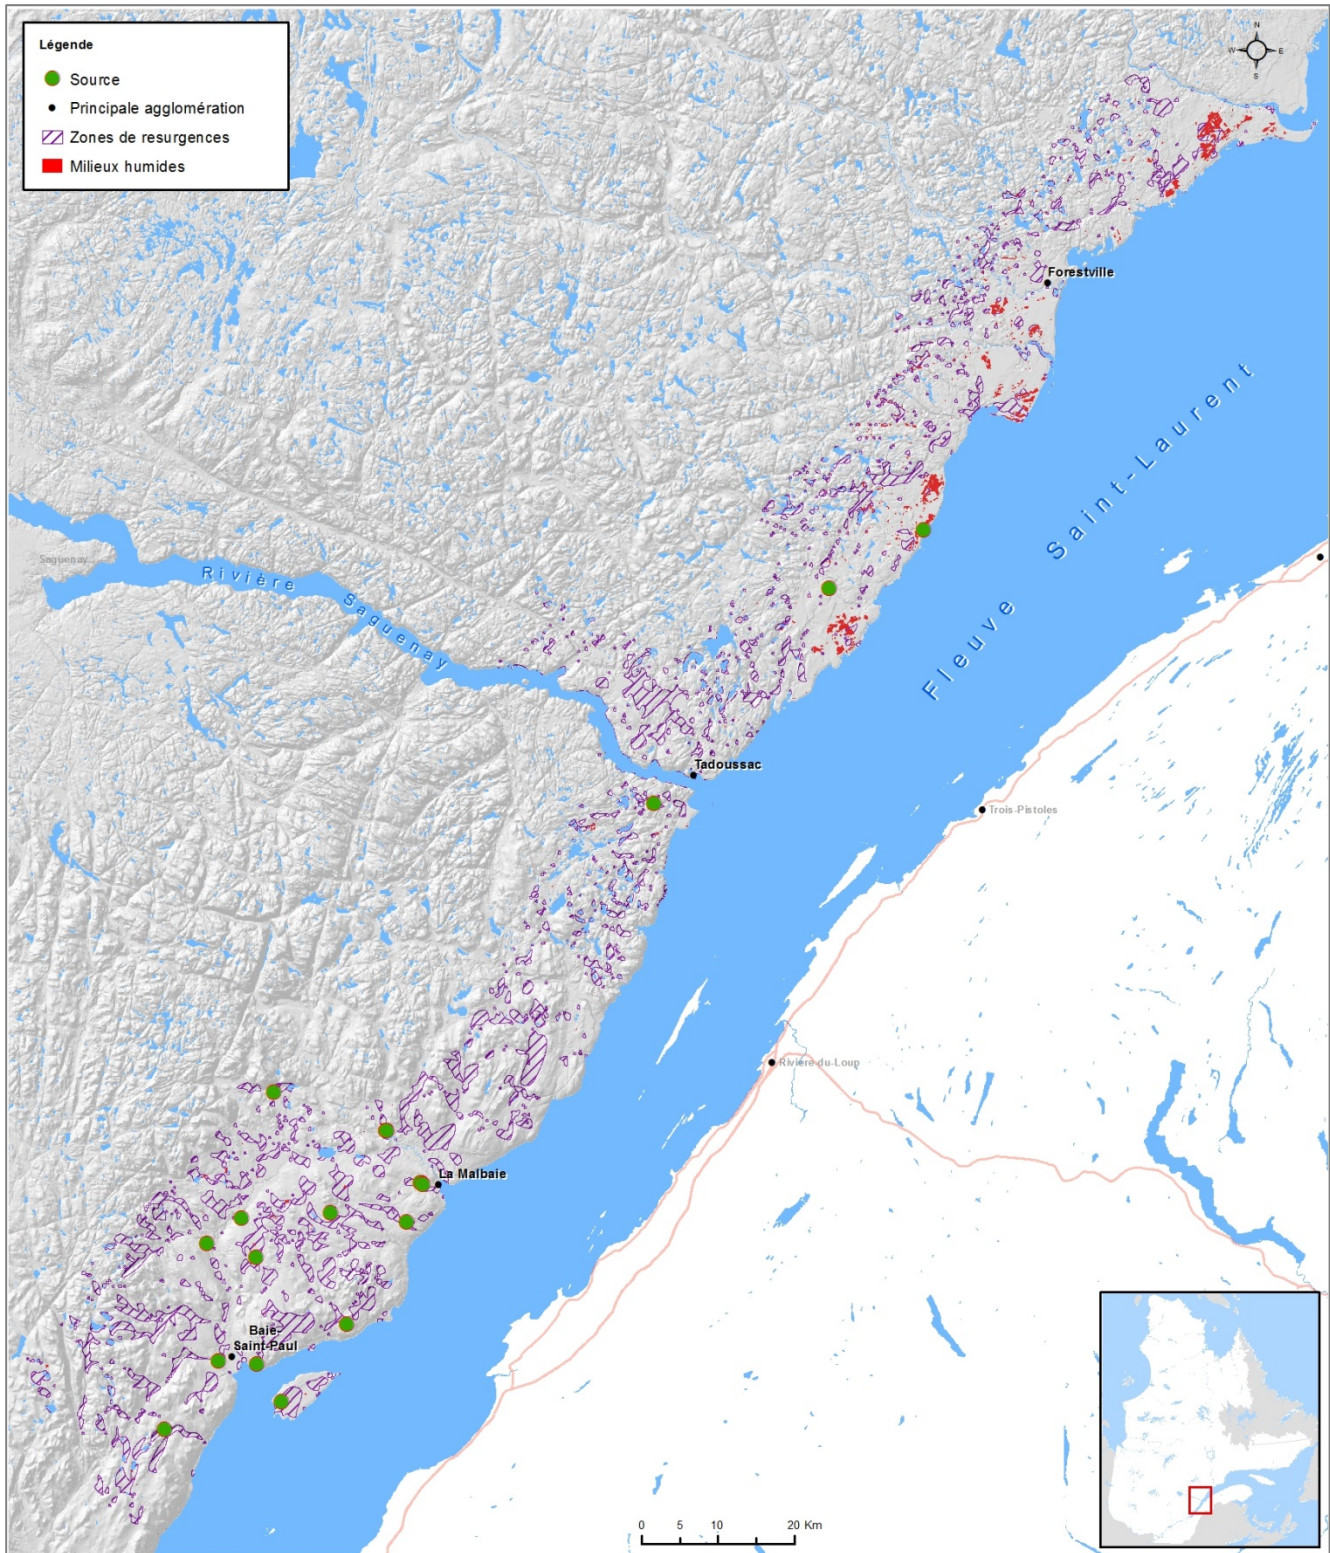 Légende
Source
Principale agglomération
Zones de resurgences
Milieux humides
N
W
E
S
Forestville
Fleuve Saint-Laurent
Saguenay
Rivière Saguenay
Tadoussac
Trois-Pistoles
Rivière-du-Loup
La Malbaie
Baie-
Saint-Paul
0 5 10 20 Km